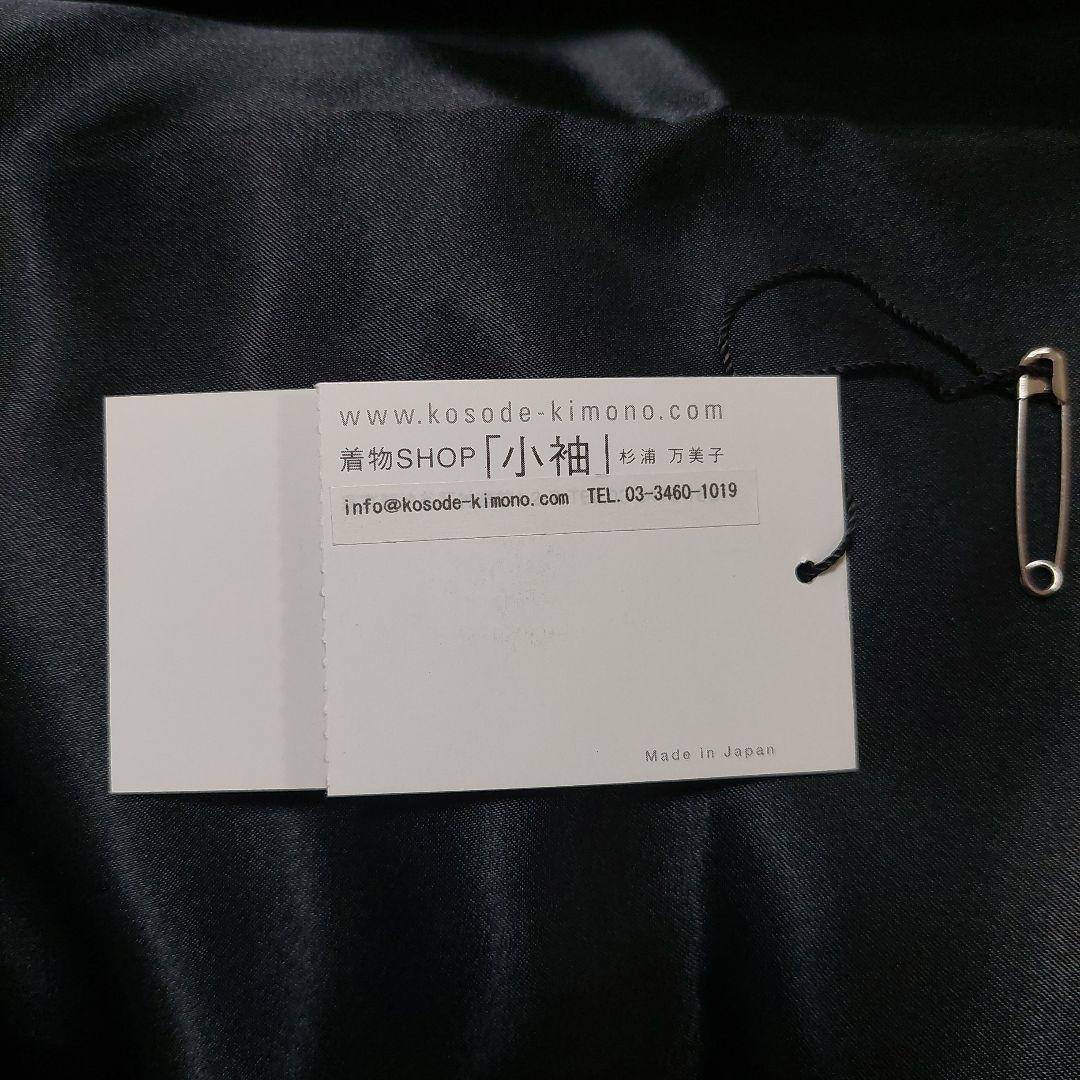 www.kosode-kimono.com
着物SHOP「小袖」杉浦 万美子
info@kosode-kimono.com TEL.03-3460-1019
Made in Japan